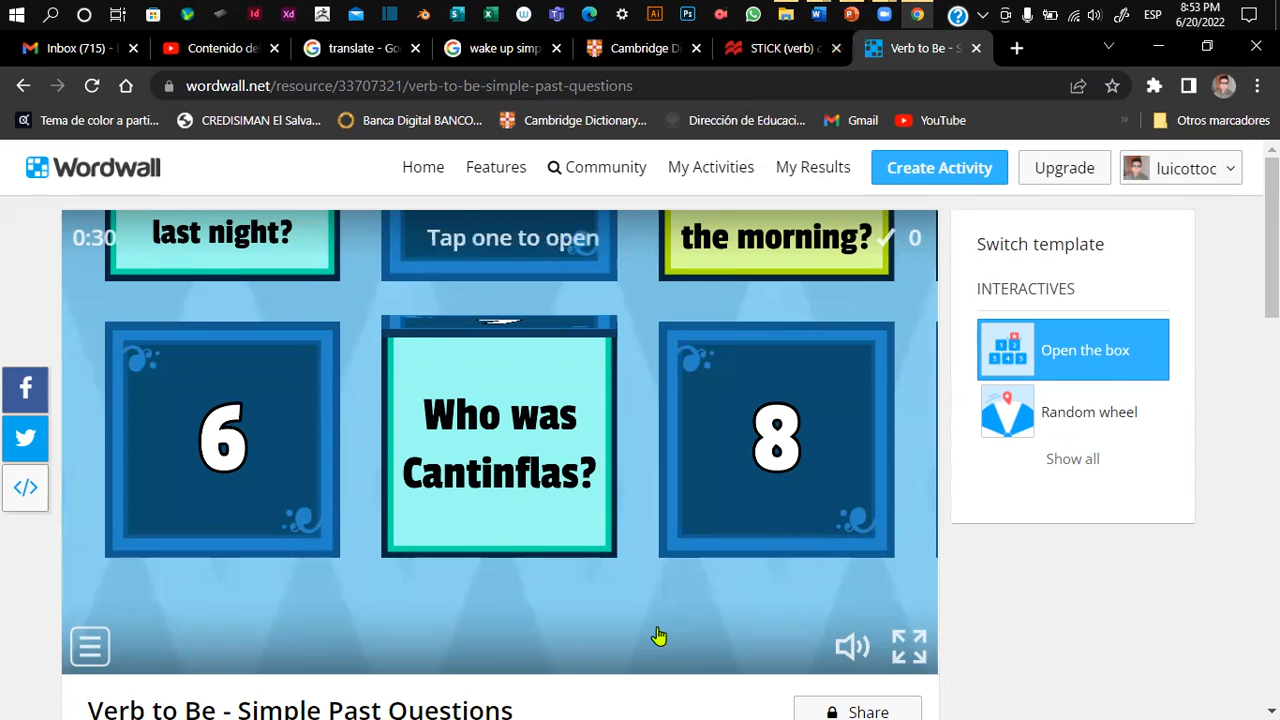 8:53 PM
ESP
6/20/2022
Inbox (715) -
Contenido de
translate - Go
wake up simp
Cambridge D
STICK (verb) c
Verb to Be - S
wordwall.net/resource/33707321/verb-to-be-simple-past-questions
Tema de color a parti...
CREDISIMAN El Salva...
Banca Digital BANCO...
Cambridge Dictionary...
Dirección de Educaci...
Gmail
YouTube
Otros marcadores
Wordwall
Home
Features
Community
My Activities
My Results
Create Activity
Upgrade
luicottoc
0:30
last night?
Tap one to open
the morning?
0
6
Who was
Cantinflas?
8
Switch template
INTERACTIVES
Open the box
Random wheel
Show all
Verb to Be - Simple Past Questions
Share